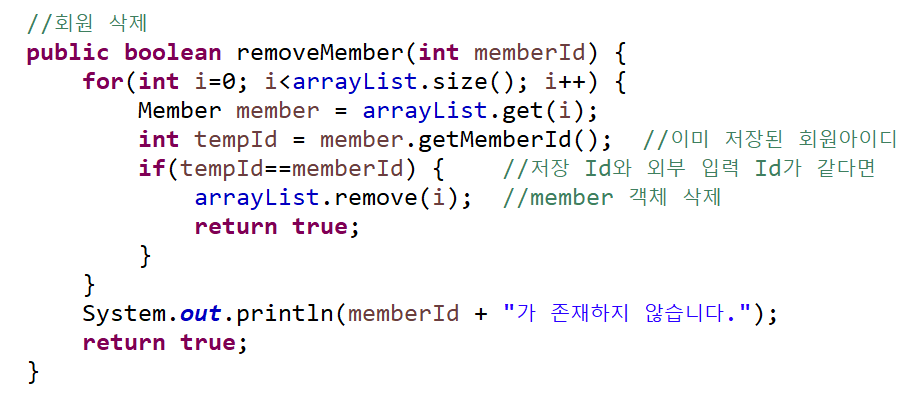 //회원 삭제
public boolean removeMember(int memberId) {
    for(int i=0; i<arrayList.size(); i++) {
        Member member = arrayList.get(i);
        int tempId = member.getMemberId();  //이미 저장된 회원아이디
        if(tempId==memberId) {    //저장 Id와 외부 입력 Id가 같다면
            arrayList.remove(i);  //member 객체 삭제
            return true;
        }
    }
    System.out.println(memberId + "가 존재하지 않습니다.");
    return true;
}